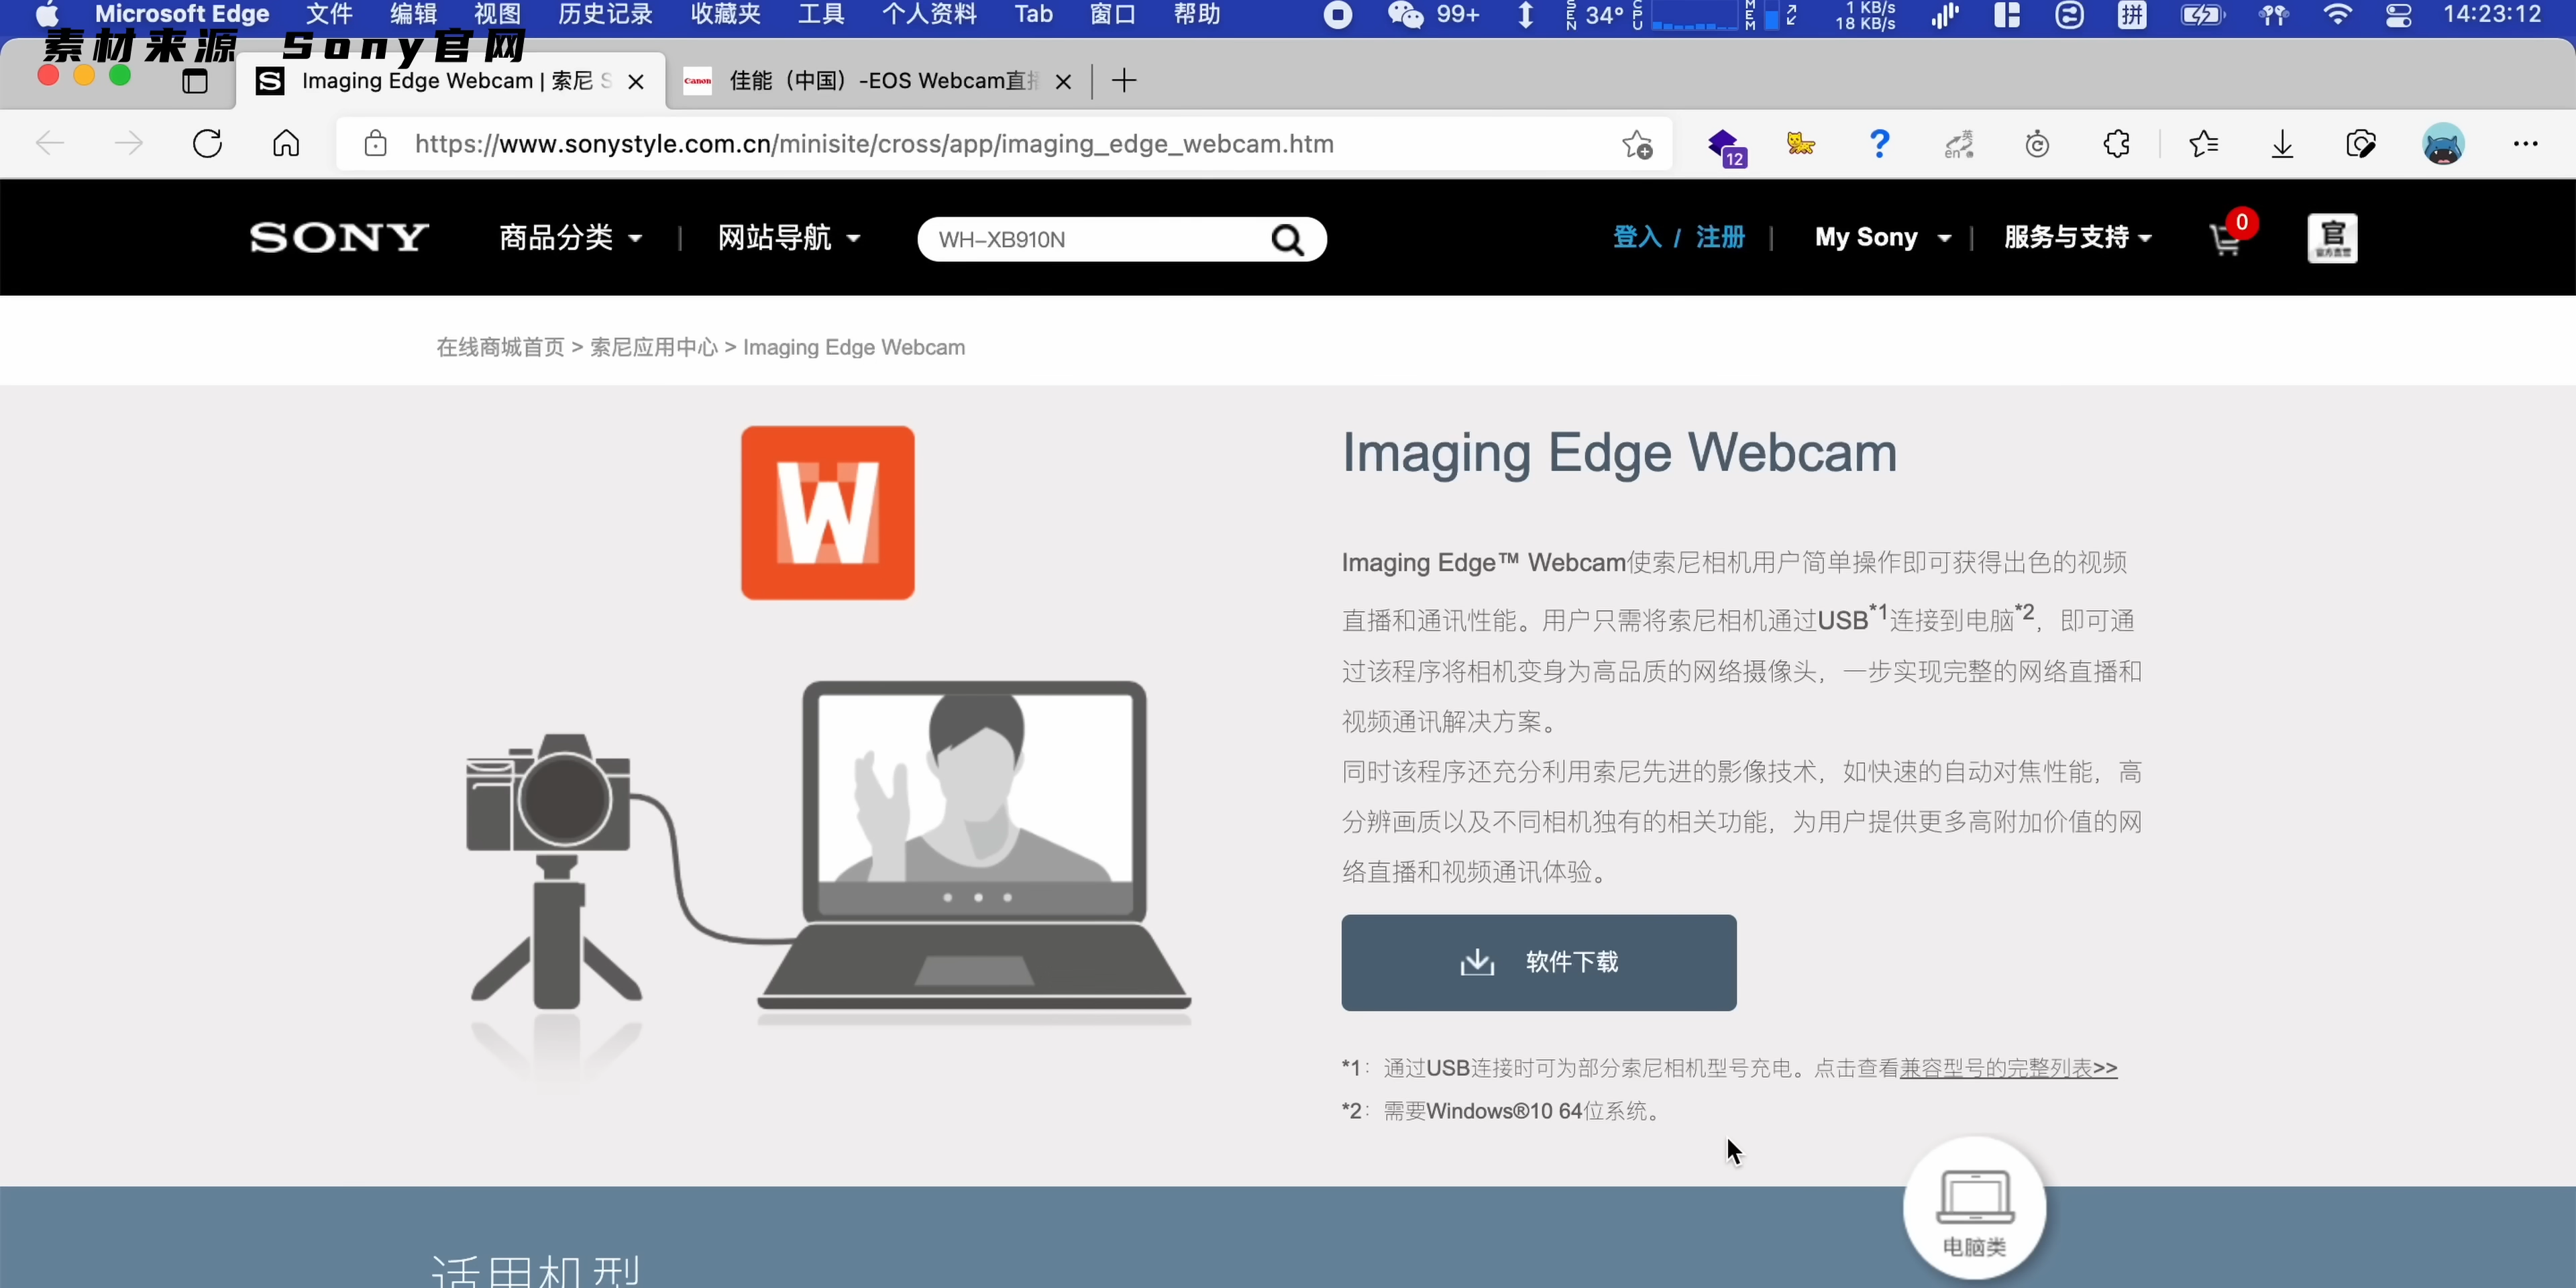 Microsoft Edge 文件 编辑 视图 历史记录 收藏夹 工具 个人资料 Tab 窗口 帮助 99+ SEN 34° CPU MEM 1 KB/s 18 KB/s 拼 14:23:12
素材来源 Sony官网
Imaging Edge Webcam | 索尼 S
Canon 佳能（中国）-EOS Webcam直播
https://www.sonystyle.com.cn/minisite/cross/app/imaging_edge_webcam.htm
12
英 en
SONY 商品分类 | 网站导航 WH-XB910N 登入 / 注册 | My Sony | 服务与支持 0 官
在线商城首页 > 索尼应用中心 > Imaging Edge Webcam
W
Imaging Edge Webcam
Imaging Edge™ Webcam使索尼相机用户简单操作即可获得出色的视频
直播和通讯性能。用户只需将索尼相机通过USB*1连接到电脑*2，即可通
过该程序将相机变身为高品质的网络摄像头，一步实现完整的网络直播和
视频通讯解决方案。
同时该程序还充分利用索尼先进的影像技术，如快速的自动对焦性能，高
分辨画质以及不同相机独有的相关功能，为用户提供更多高附加价值的网
络直播和视频通讯体验。
软件下载
*1：通过USB连接时可为部分索尼相机型号充电。点击查看兼容型号的完整列表>>
*2：需要Windows®10 64位系统。
电脑类
适用机型